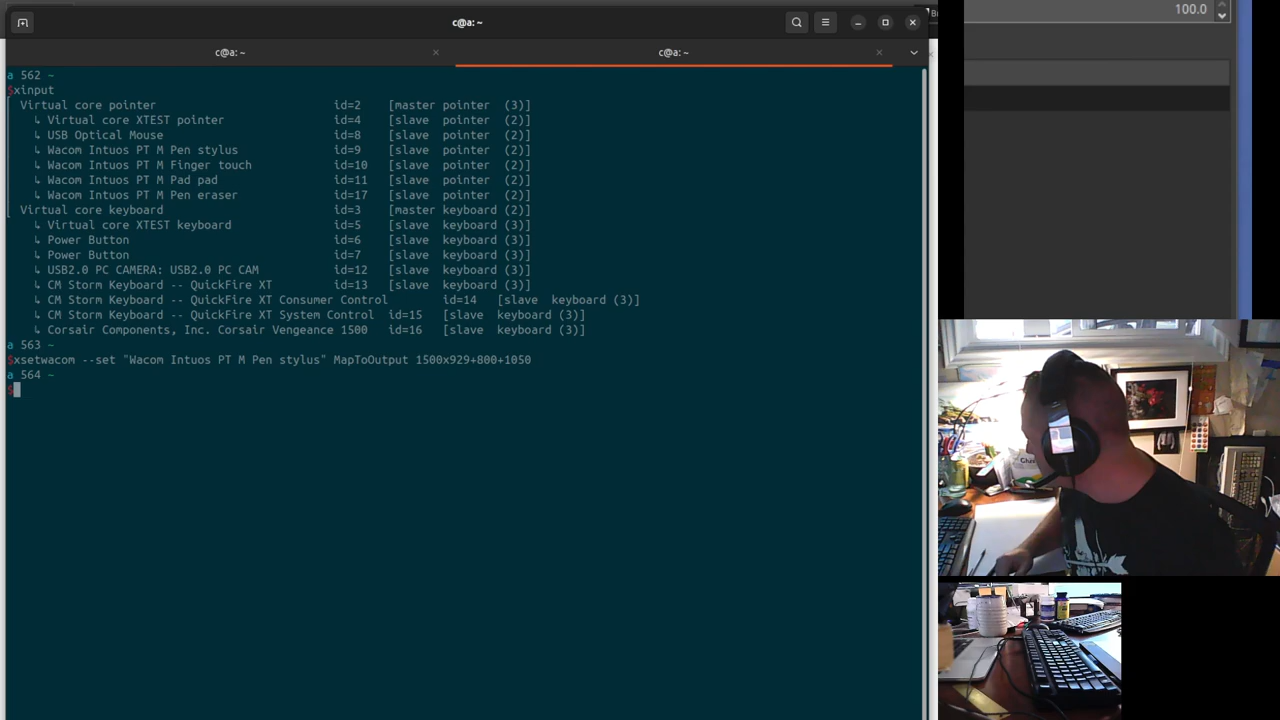 c@a: ~
c@a: ~
c@a: ~
100.0
a 562 ~
$xinput
⎡ Virtual core pointer id=2 [master pointer (3)]
⎜ ↳ Virtual core XTEST pointer id=4 [slave pointer (2)]
⎜ ↳ USB Optical Mouse id=8 [slave pointer (2)]
⎜ ↳ Wacom Intuos PT M Pen stylus id=9 [slave pointer (2)]
⎜ ↳ Wacom Intuos PT M Finger touch id=10 [slave pointer (2)]
⎜ ↳ Wacom Intuos PT M Pad pad id=11 [slave pointer (2)]
⎜ ↳ Wacom Intuos PT M Pen eraser id=17 [slave pointer (2)]
⎣ Virtual core keyboard id=3 [master keyboard (2)]
↳ Virtual core XTEST keyboard id=5 [slave keyboard (3)]
↳ Power Button id=6 [slave keyboard (3)]
↳ Power Button id=7 [slave keyboard (3)]
↳ USB2.0 PC CAMERA: USB2.0 PC CAM id=12 [slave keyboard (3)]
↳ CM Storm Keyboard -- QuickFire XT id=13 [slave keyboard (3)]
↳ CM Storm Keyboard -- QuickFire XT Consumer Control id=14 [slave keyboard (3)]
↳ CM Storm Keyboard -- QuickFire XT System Control id=15 [slave keyboard (3)]
↳ Corsair Components, Inc. Corsair Vengeance 1500 id=16 [slave keyboard (3)]
a 563 ~
$xsetwacom --set "Wacom Intuos PT M Pen stylus" MapToOutput 1500x929+800+1050
a 564 ~
$